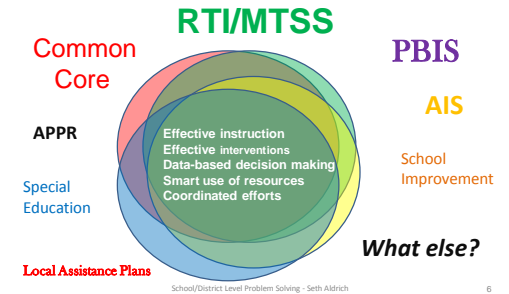 RTI/MTSS
Common
Core
PBIS
AIS
APPR
Effective instruction
Effective interventions
Data-based decision making
Smart use of resources
Coordinated efforts
School
Improvement
Special
Education
What else?
Local Assistance Plans
School/District Level Problem Solving - Seth Aldrich
6